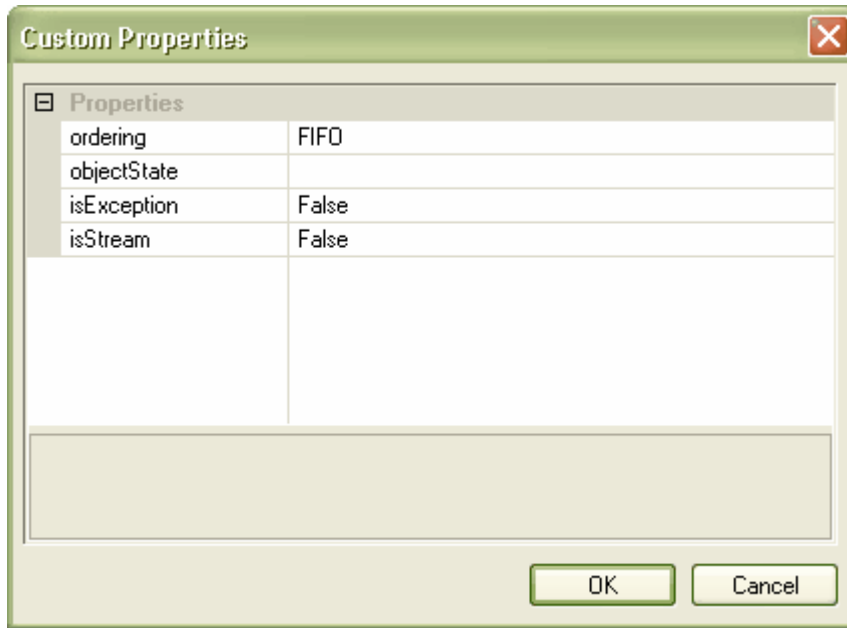 Custom Properties
Properties
ordering FIFO
objectState
isException False
isStream False
OK Cancel